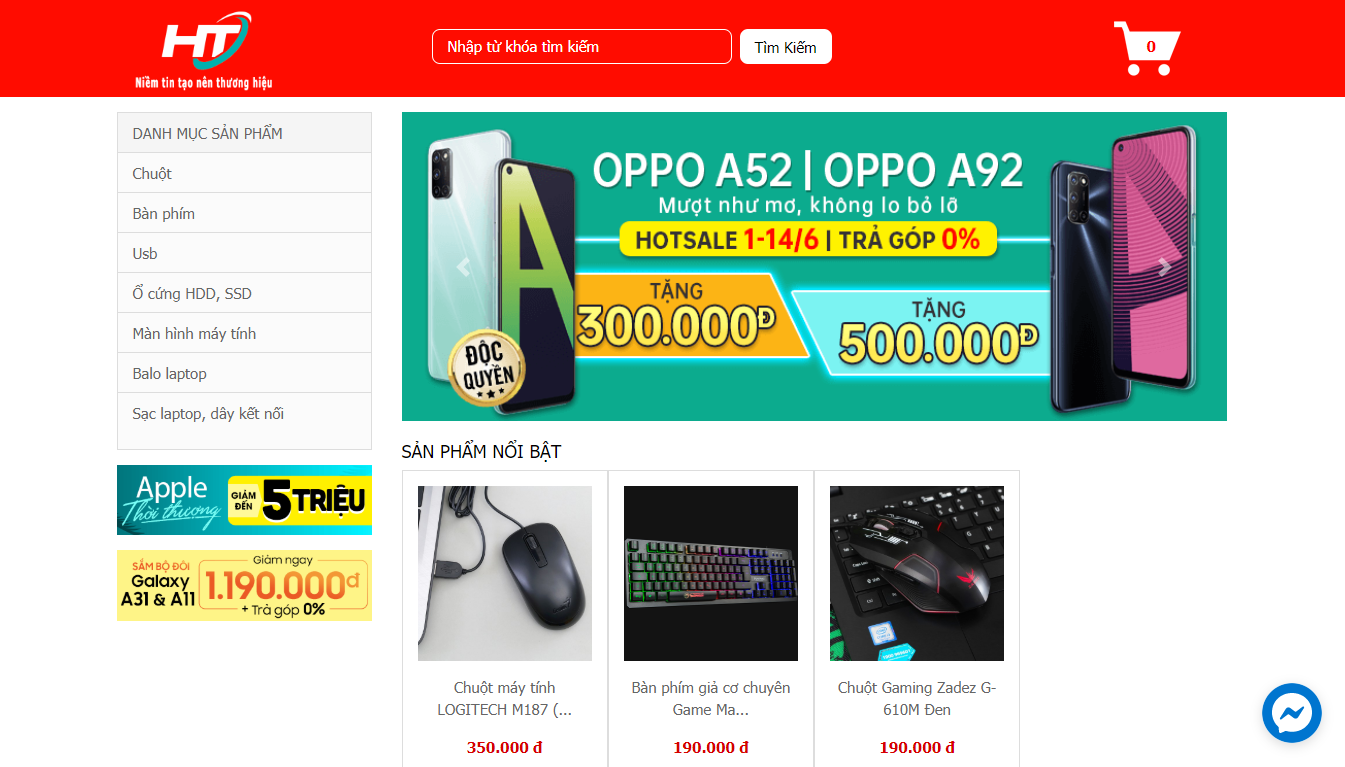 HT
Niềm tin tạo nên thương hiệu
Nhập từ khóa tìm kiếm
Tìm Kiếm
0
DANH MỤC SẢN PHẨM
Chuột
Bàn phím
Usb
Ổ cứng HDD, SSD
Màn hình máy tính
Balo laptop
Sạc laptop, dây kết nối
OPPO A52 | OPPO A92
Mượt như mơ, không lo bỏ lỡ
HOTSALE 1-14/6 | TRẢ GÓP 0%
TẶNG
300.000Đ
TẶNG
500.000Đ
ĐỘC
QUYỀN
A
A
Apple
Thời thượng
GIẢM
ĐẾN
5 TRIỆU
SẮM BỘ ĐÔI
Galaxy
A31 & A11
Giảm ngay
1.190.000đ
+ Trả góp 0%
SẢN PHẨM NỔI BẬT
Chuột máy tính
LOGITECH M187 (...
350.000 đ
Bàn phím giả cơ chuyên
Game Ma...
190.000 đ
Chuột Gaming Zadez G-
610M Đen
190.000 đ